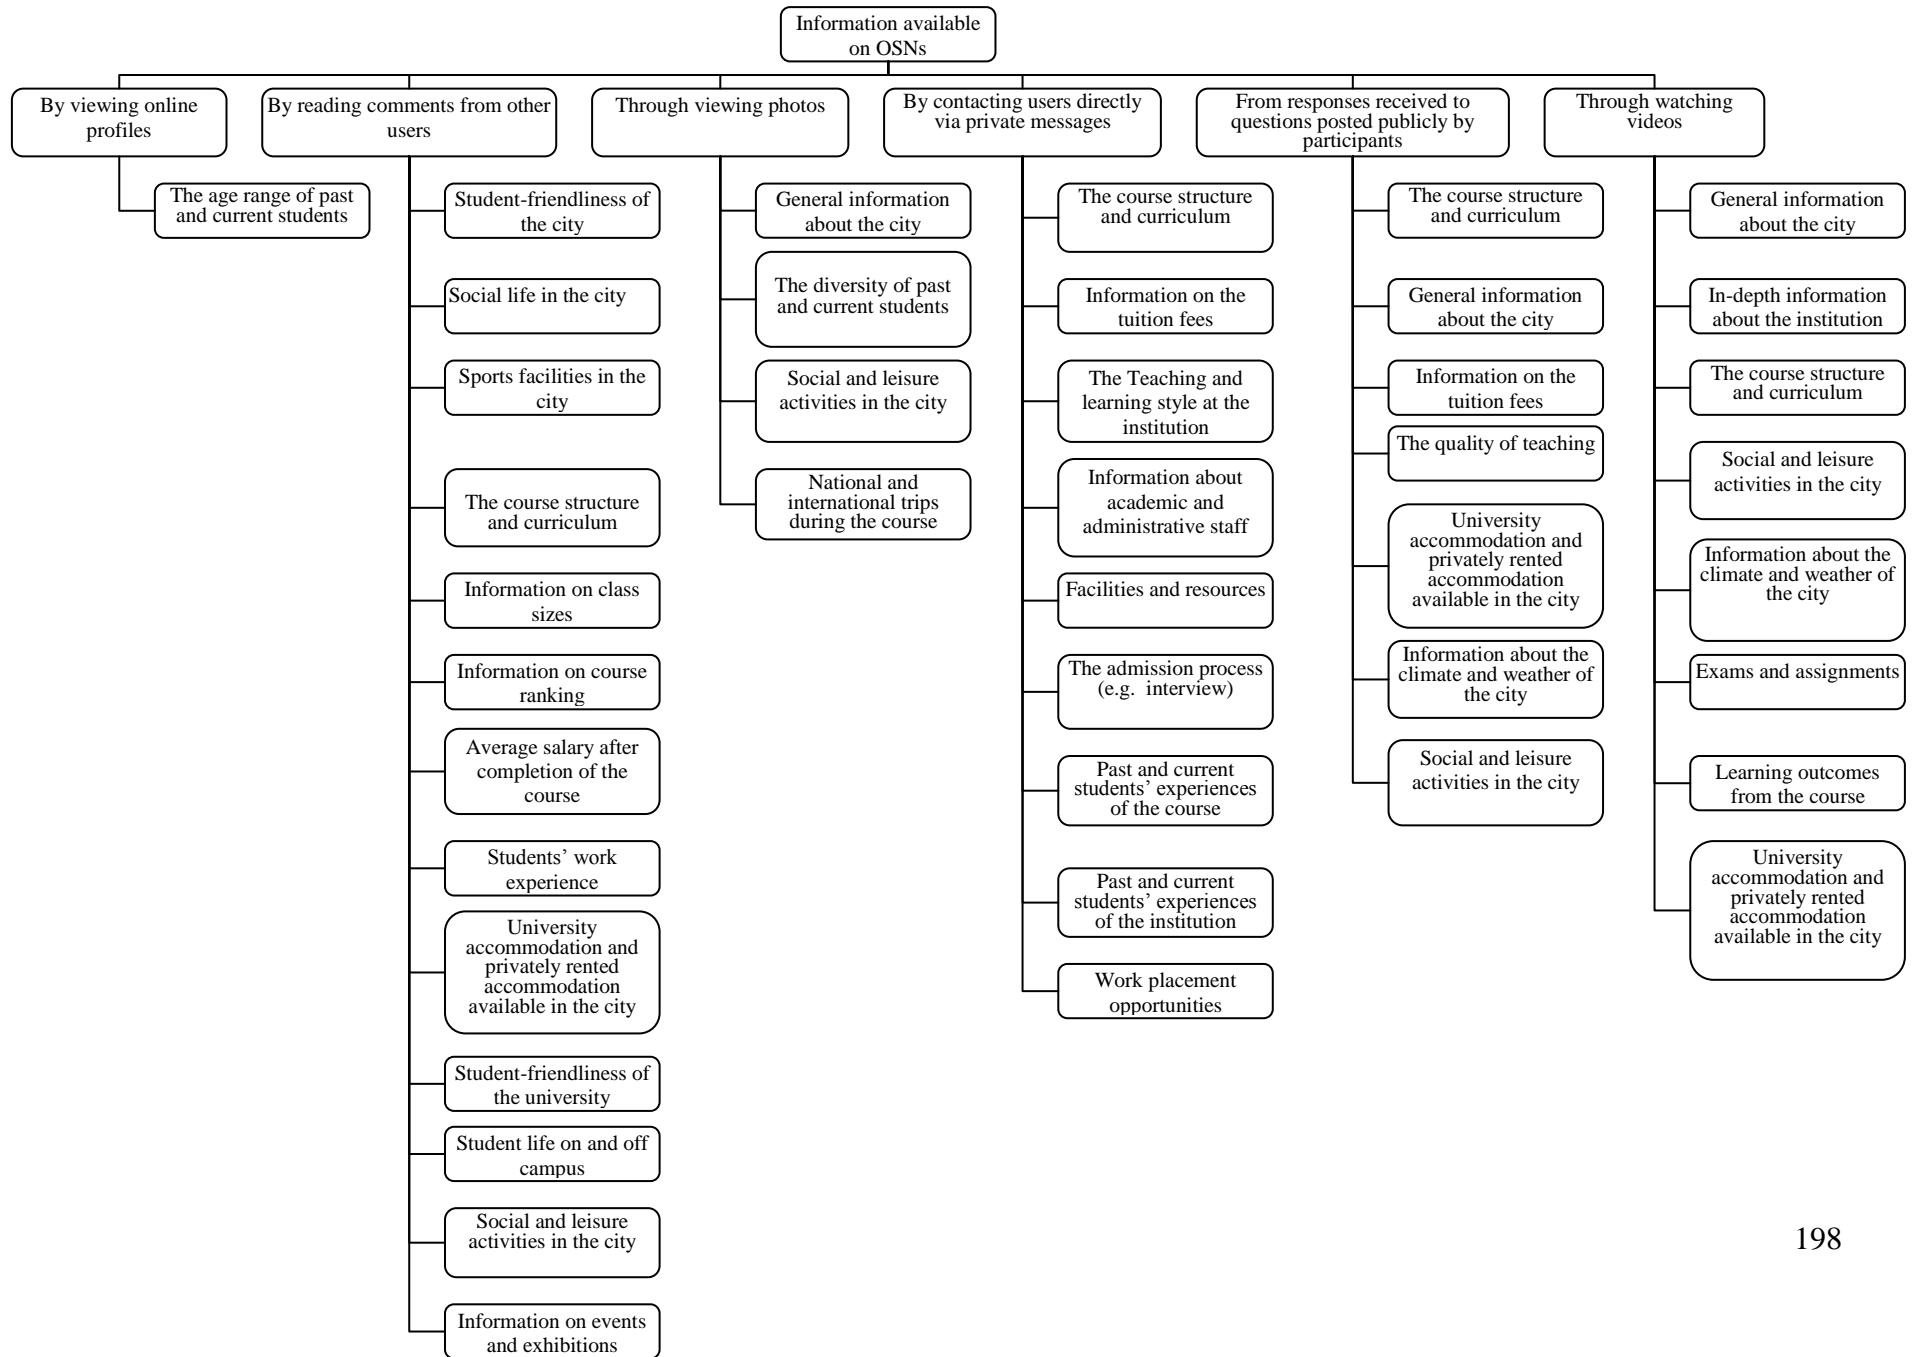 Information available
on OSNs
By viewing online
profiles
The age range of past
and current students
By reading comments from other
users
Student-friendliness of
the city
Social life in the city
Sports facilities in the
city
The course structure
and curriculum
Information on class
sizes
Information on course
ranking
Average salary after
completion of the
course
Students’ work
experience
University
accommodation and
privately rented
accommodation
available in the city
Student-friendliness of
the university
Student life on and off
campus
Social and leisure
activities in the city
Information on events
and exhibitions
Through viewing photos
General information
about the city
The diversity of past
and current students
Social and leisure
activities in the city
National and
international trips
during the course
By contacting users directly
via private messages
The course structure
and curriculum
Information on the
tuition fees
The Teaching and
learning style at the
institution
Information about
academic and
administrative staff
Facilities and resources
The admission process
(e.g. interview)
Past and current
students’ experiences
of the course
Past and current
students’ experiences
of the institution
Work placement
opportunities
From responses received to
questions posted publicly by
participants
The course structure
and curriculum
General information
about the city
Information on the
tuition fees
The quality of teaching
University
accommodation and
privately rented
accommodation
available in the city
Information about the
climate and weather of
the city
Social and leisure
activities in the city
Through watching
videos
General information
about the city
In-depth information
about the institution
The course structure
and curriculum
Social and leisure
activities in the city
Information about the
climate and weather of
the city
Exams and assignments
Learning outcomes
from the course
University
accommodation and
privately rented
accommodation
available in the city
198